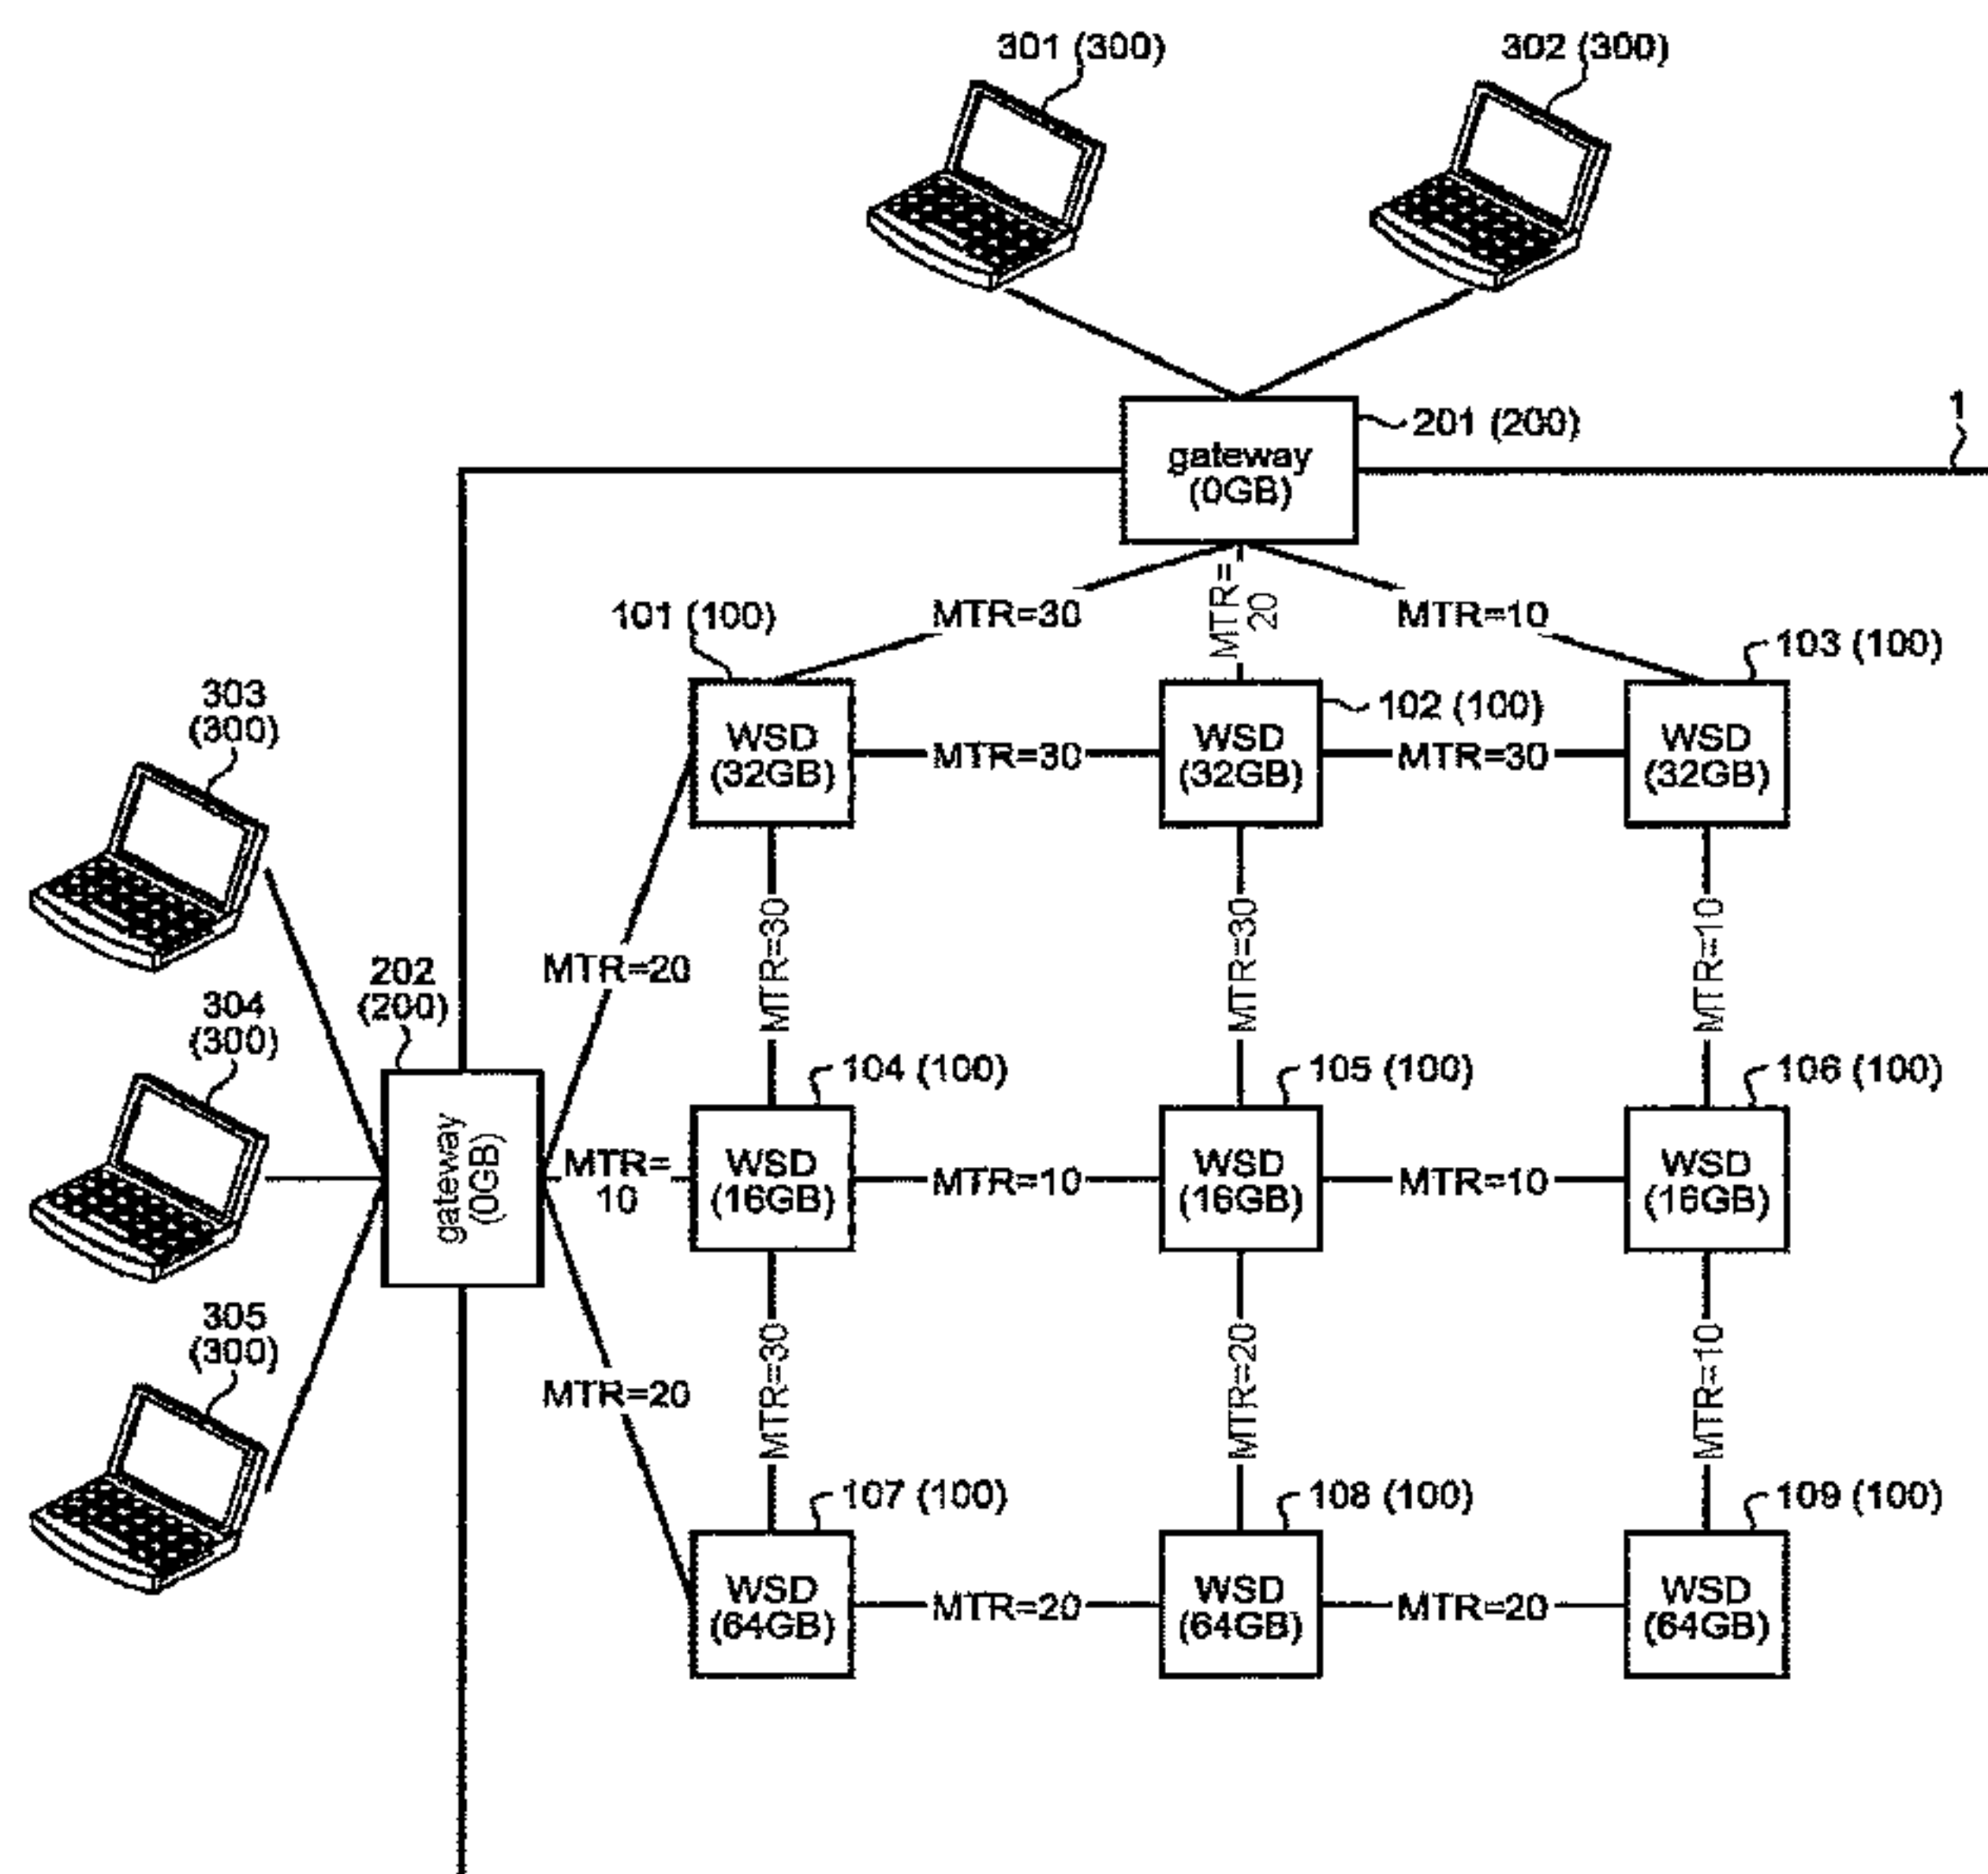 301 (300)
302 (300)
201 (200)
1
gateway
(0GB)
MTR=30
MTR=
20
MTR=10
101 (100)
103 (100)
102 (100)
WSD
(32GB)
MTR=30
WSD
(32GB)
MTR=30
WSD
(32GB)
303
(300)
MTR=20
MTR=30
MTR=30
MTR=10
202
(200)
304
(300)
104 (100)
105 (100)
106 (100)
gateway
(0GB)
MTR=
10
WSD
(16GB)
MTR=10
WSD
(16GB)
MTR=10
WSD
(16GB)
305
(300)
MTR=20
MTR=30
MTR=20
MTR=10
107 (100)
108 (100)
109 (100)
WSD
(64GB)
MTR=20
WSD
(64GB)
MTR=20
WSD
(64GB)